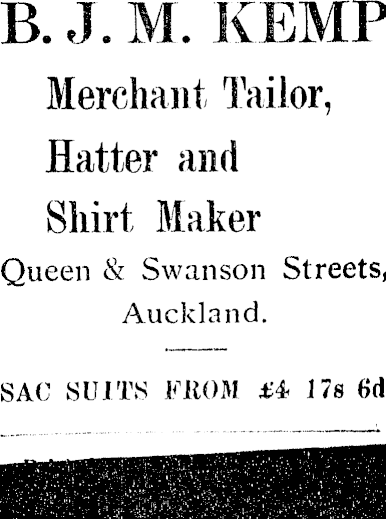 B. J. M. KEMP
Merchant Tailor,
Hatter and
Shirt Maker
Queen & Swanson Streets,
Auckland.
SAC SUITS FROM £4 17s 6d